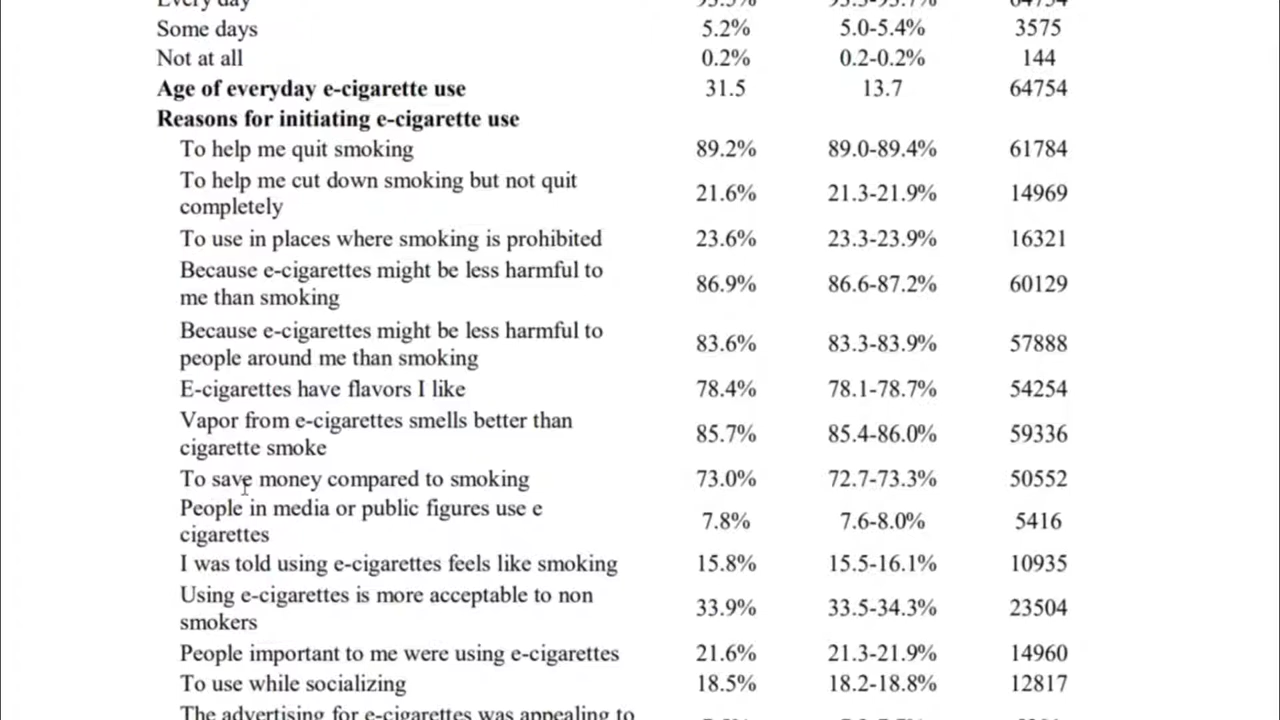 Some days 5.2% 5.0-5.4% 3575
Not at all 0.2% 0.2-0.2% 144
Age of everyday e-cigarette use 31.5 13.7 64754
Reasons for initiating e-cigarette use
To help me quit smoking 89.2% 89.0-89.4% 61784
To help me cut down smoking but not quit
completely 21.6% 21.3-21.9% 14969
To use in places where smoking is prohibited 23.6% 23.3-23.9% 16321
Because e-cigarettes might be less harmful to
me than smoking 86.9% 86.6-87.2% 60129
Because e-cigarettes might be less harmful to
people around me than smoking 83.6% 83.3-83.9% 57888
E-cigarettes have flavors I like 78.4% 78.1-78.7% 54254
Vapor from e-cigarettes smells better than
cigarette smoke 85.7% 85.4-86.0% 59336
To save money compared to smoking 73.0% 72.7-73.3% 50552
People in media or public figures use e
cigarettes 7.8% 7.6-8.0% 5416
I was told using e-cigarettes feels like smoking 15.8% 15.5-16.1% 10935
Using e-cigarettes is more acceptable to non
smokers 33.9% 33.5-34.3% 23504
People important to me were using e-cigarettes 21.6% 21.3-21.9% 14960
To use while socializing 18.5% 18.2-18.8% 12817
The advertising for e-cigarettes was appealing to